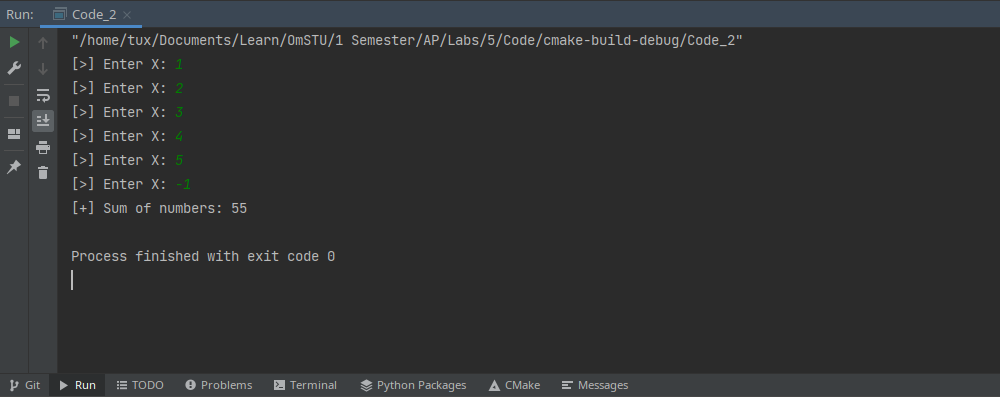 Run: Code_2
"/home/tux/Documents/Learn/OmSTU/1 Semester/AP/Labs/5/Code/cmake-build-debug/Code_2"
[>] Enter X: 1
[>] Enter X: 2
[>] Enter X: 3
[>] Enter X: 4
[>] Enter X: 5
[>] Enter X: -1
[+] Sum of numbers: 55
Process finished with exit code 0
Git Run TODO Problems Terminal Python Packages CMake Messages